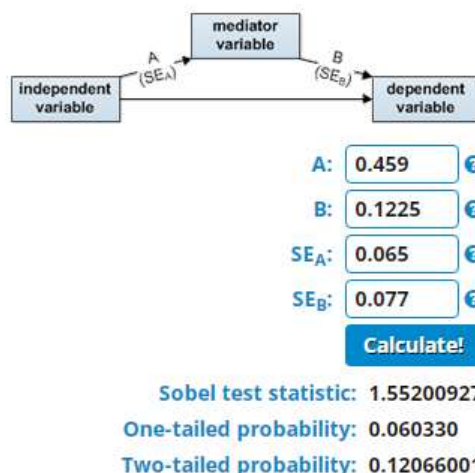 mediator
variable
A
(SEA)
B
(SEB)
independent
variable
dependent
variable
A: 0.459
B: 0.1225
SEA: 0.065
SEB: 0.077
Calculate!
Sobel test statistic: 1.55200927
One-tailed probability: 0.060330
Two-tailed probability: 0.12066001